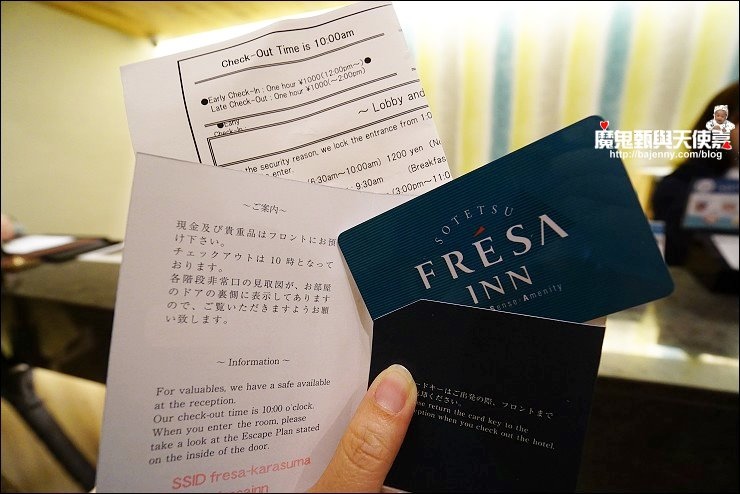 Check-Out Time is 10:00am
●Early Check-In : One hour ¥1000(12:00pm～)
Late Check-Out : One hour ¥1000(～2:00pm)
～ Lobby and
the security reason, we lock the entrance from 1:0
enter.
(6:30am～10:00am) 1200 yen
9:30am (Breakfas
(3:00pm～11:0
魔鬼甄與天使嘉
http://bajenny.com/blog
SOTETSU
FRÉSA
INN
Sense・Amenity
～ご案内～
現金及び貴重品はフロントにお預
け下さい。
チェックアウトは 10 時となって
おります。
各階段非常口の見取図が、お部屋
のドアの裏側に表示してあります
ので、ご覧いただきますようお願
い致します。
～ Information ～
For valuables, we have a safe available
at the reception.
Our check-out time is 10:00 o'clock.
When you enter the room, please
take a look at the Escape Plan stated
on the inside of the door.
SSID fresa-karasuma
ードキーはご出発の際、フロントまで
return the card key to the
when you check out the hotel.